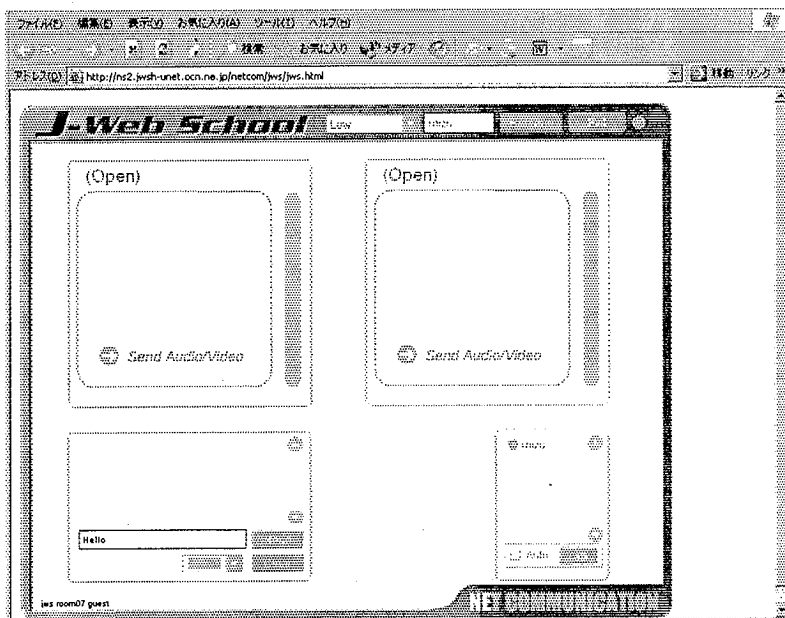 ファイル(F) 編集(E) 表示(V) お気に入り(A) ツール(T) ヘルプ(H)
検索 お気に入り メディア
アドレス(D) http://ns2.jwsh-unet.ocn.ne.jp/netcom/jws/jws.html 移動 リンク
J-Web School Low
(Open) (Open)
Send Audio/Video Send Audio/Video
Hello
Auto
jws room07 guest
COMMUNICATION